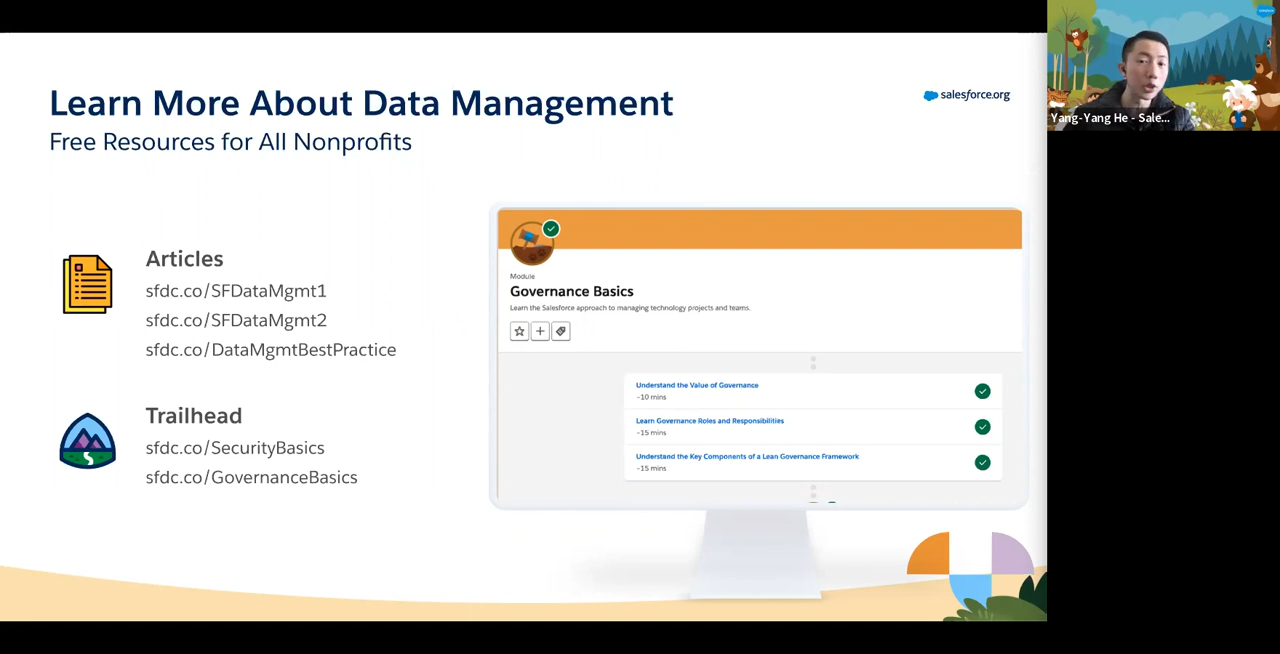 Learn More About Data Management
Free Resources for All Nonprofits
salesforce.org
Articles
sfdc.co/SFDataMgmt1
sfdc.co/SFDataMgmt2
sfdc.co/DataMgmtBestPractice
Trailhead
sfdc.co/SecurityBasics
sfdc.co/GovernanceBasics
Module
Governance Basics
Learn the Salesforce approach to managing technology projects and teams.
Understand the Value of Governance
~10 mins
Learn Governance Roles and Responsibilities
~15 mins
Understand the Key Components of a Lean Governance Framework
~15 mins
salesforce
Yang-Yang He - Sale...